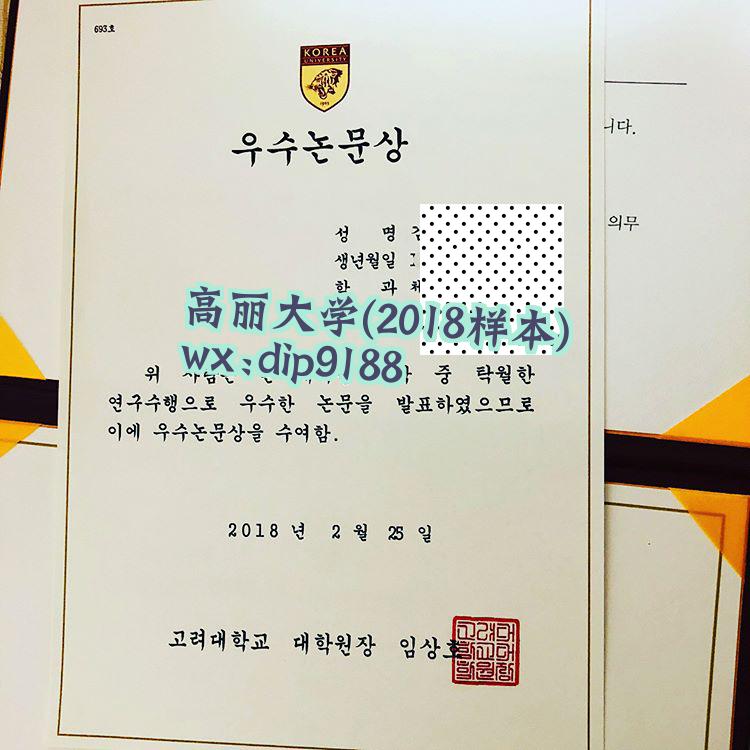 693호
KOREA
UNIVERSITY
1905
우수논문상
니다.
의무
성 명 김
생년월일 1
학 과
高丽大学(2018样本)
wx:dip9188
위 중 탁월한
연구수행으로 우수한 논문을 발표하였으므로
이에 우수논문상을 수여함.
2018 년 2 월 25 일
고려대학교 대학원장 임상호